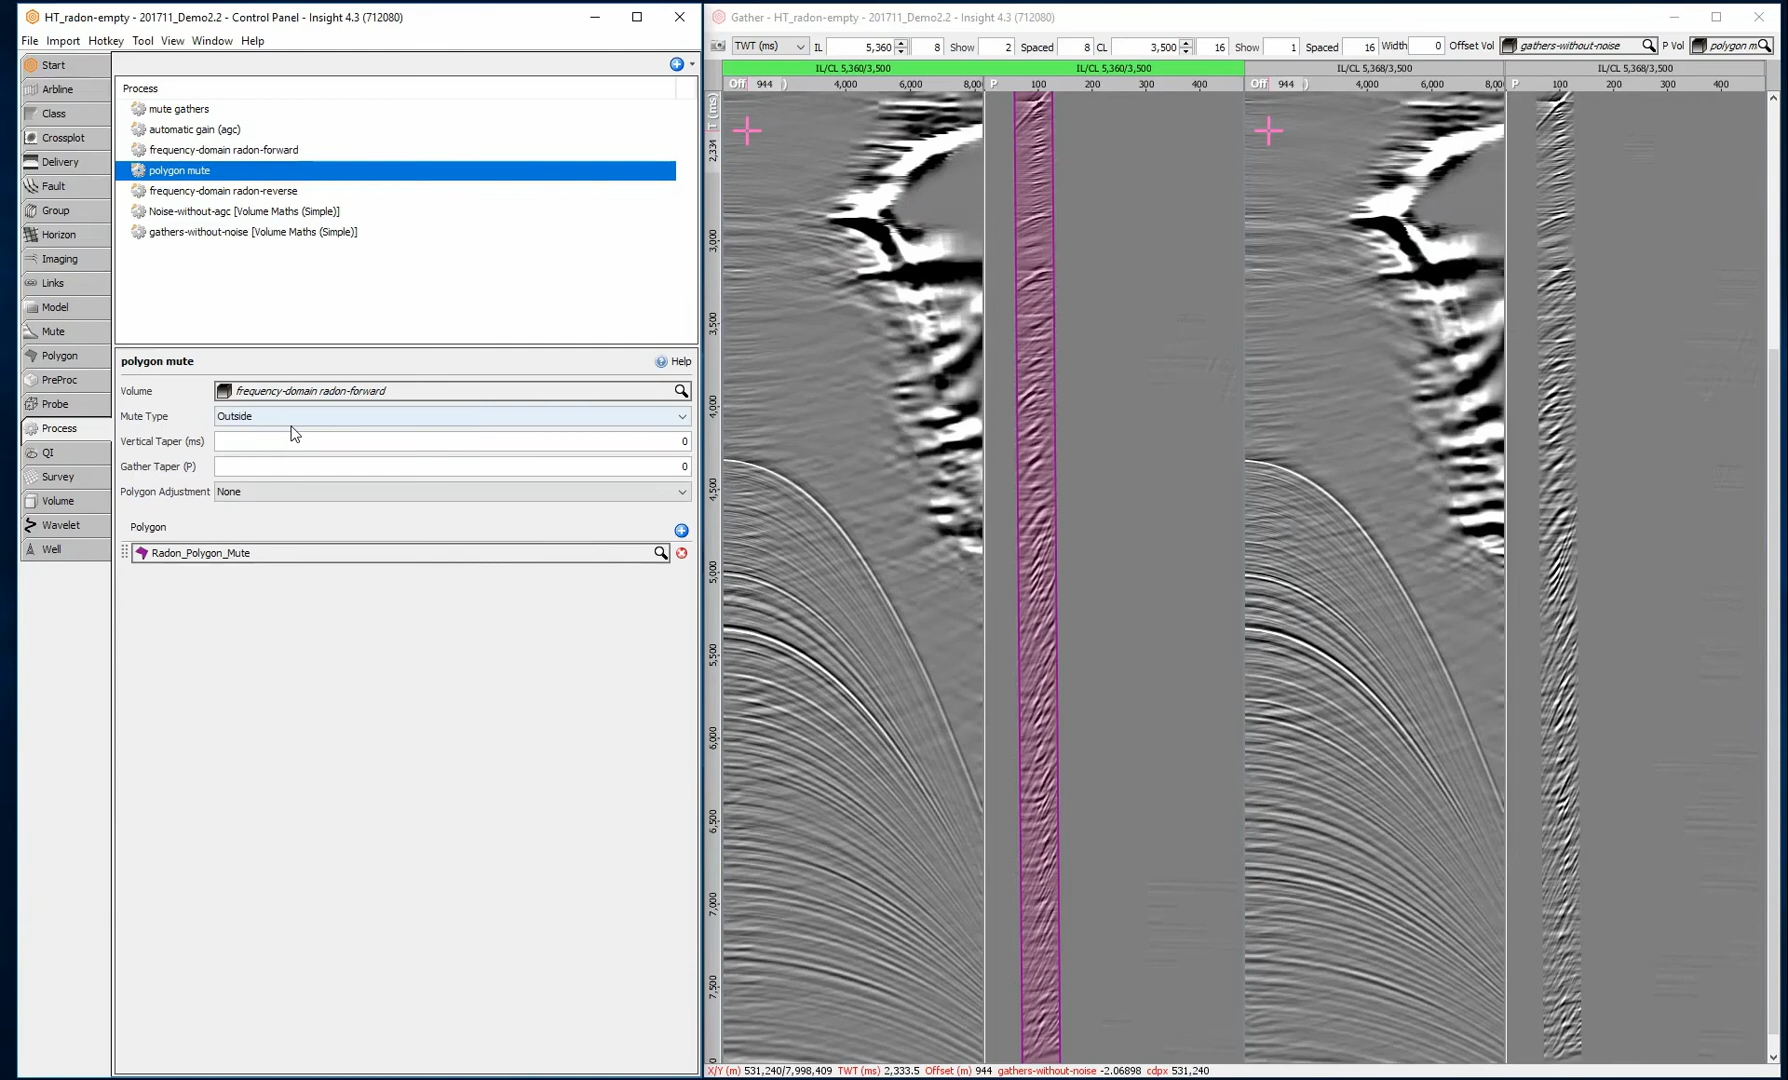 HT_radon-empty - 201711_Demo2.2 - Control Panel - Insight 4.3 (712080)
File Import Hotkey Tool View Window Help
Start
Arbline
Class
Crossplot
Delivery
Fault
Group
Horizon
Imaging
Links
Model
Mute
Polygon
PreProc
Probe
Process
QI
Survey
Volume
Wavelet
Well
Process
mute gathers
automatic gain (agc)
frequency-domain radon-forward
polygon mute
frequency-domain radon-reverse
Noise-without-agc [Volume Maths (Simple)]
gathers-without-noise [Volume Maths (Simple)]
polygon mute Help
Volume frequency-domain radon-forward
Mute Type Outside
Vertical Taper (ms) 0
Gather Taper (P) 0
Polygon Adjustment None
Polygon
Radon_Polygon_Mute
Gather - HT_radon-empty - 201711_Demo2.2 - Insight 4.3 (712080)
TWT (ms) IL 5,360 8 Show 2 Spaced 8 CL 3,500 16 Show 1 Spaced 16 Width 0 Offset Vol gathers-without-noise P Vol polygon m
IL/CL 5,360/3,500 IL/CL 5,360/3,500 IL/CL 5,368/3,500 IL/CL 5,368/3,500
Off 944 ) 4,000 6,000 8,00 P 100 200 300 400 Off 944 ) 4,000 6,000 8,00 P 100 200 300 400
T (ms)
2,334
3,000
3,500
4,000
4,500
5,000
5,500
6,000
6,500
7,000
7,500
X/Y (m) 531,240/7,998,409 TWT (ms) 2,333.5 Offset (m) 944 gathers-without-noise -2.06898 cdpx 531,240